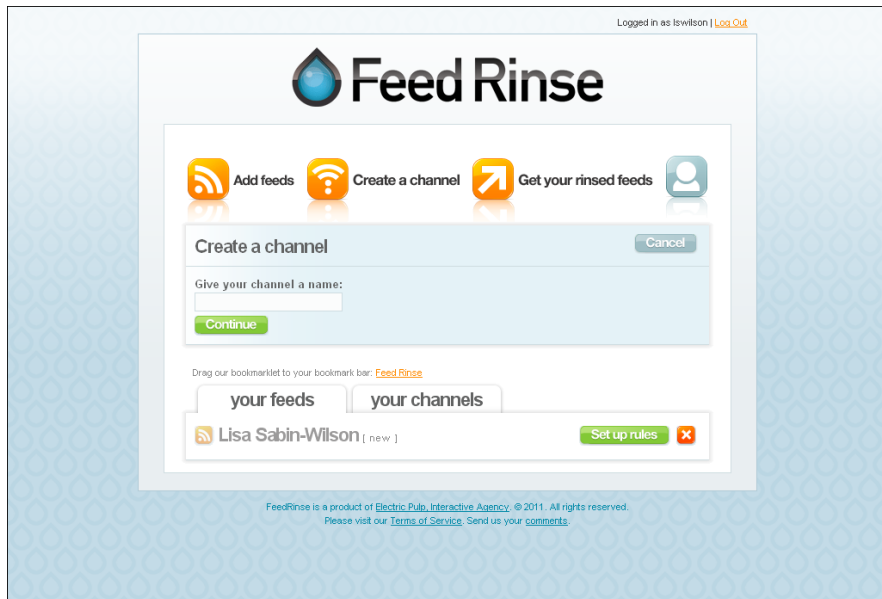 Logged in as lswilson | Log Out
Feed Rinse
Add feeds Create a channel Get your rinsed feeds
Create a channel Cancel
Give your channel a name:
Continue
Drag our bookmarklet to your bookmark bar: Feed Rinse
your feeds your channels
Lisa Sabin-Wilson [ new ] Set up rules
FeedRinse is a product of Electric Pulp, Interactive Agency. © 2011. All rights reserved.
Please visit our Terms of Service. Send us your comments.